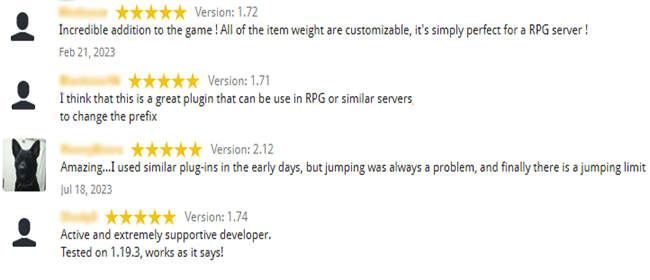 Version: 1.72
Incredible addition to the game ! All of the item weight are customizable, it's simply perfect for a RPG server !
Feb 21, 2023
Version: 1.71
I think that this is a great plugin that can be use in RPG or similar servers
to change the prefix
Version: 2.12
Amazing...I used similar plug-ins in the early days, but jumping was always a problem, and finally there is a jumping limit
Jul 18, 2023
Version: 1.74
Active and extremely supportive developer.
Tested on 1.19.3, works as it says!